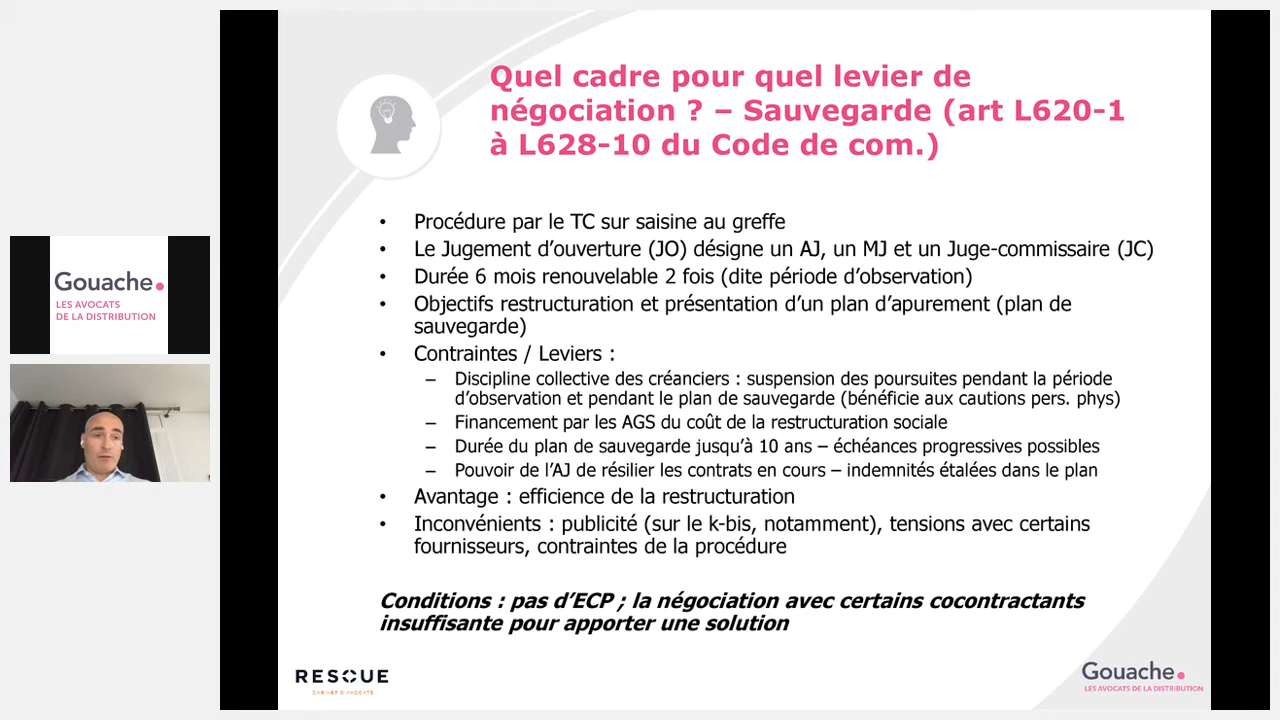 Quel cadre pour quel levier de
négociation ? – Sauvegarde (art L620-1
à L628-10 du Code de com.)
• Procédure par le TC sur saisine au greffe
• Le Jugement d'ouverture (JO) désigne un AJ, un MJ et un Juge-commissaire (JC)
• Durée 6 mois renouvelable 2 fois (dite période d'observation)
• Objectifs restructuration et présentation d'un plan d'apurement (plan de
sauvegarde)
• Contraintes / Leviers :
– Discipline collective des créanciers : suspension des poursuites pendant la période
d'observation et pendant le plan de sauvegarde (bénéficie aux cautions pers. phys)
– Financement par les AGS du coût de la restructuration sociale
– Durée du plan de sauvegarde jusqu'à 10 ans – échéances progressives possibles
– Pouvoir de l'AJ de résilier les contrats en cours – indemnités étalées dans le plan
• Avantage : efficience de la restructuration
• Inconvénients : publicité (sur le k-bis, notamment), tensions avec certains
fournisseurs, contraintes de la procédure
Conditions : pas d'ECP ; la négociation avec certains cocontractants
insuffisante pour apporter une solution
RESCUE
CABINET D'AVOCATS
Gouache.
LES AVOCATS DE LA DISTRIBUTION
Gouache.
LES AVOCATS
DE LA DISTRIBUTION